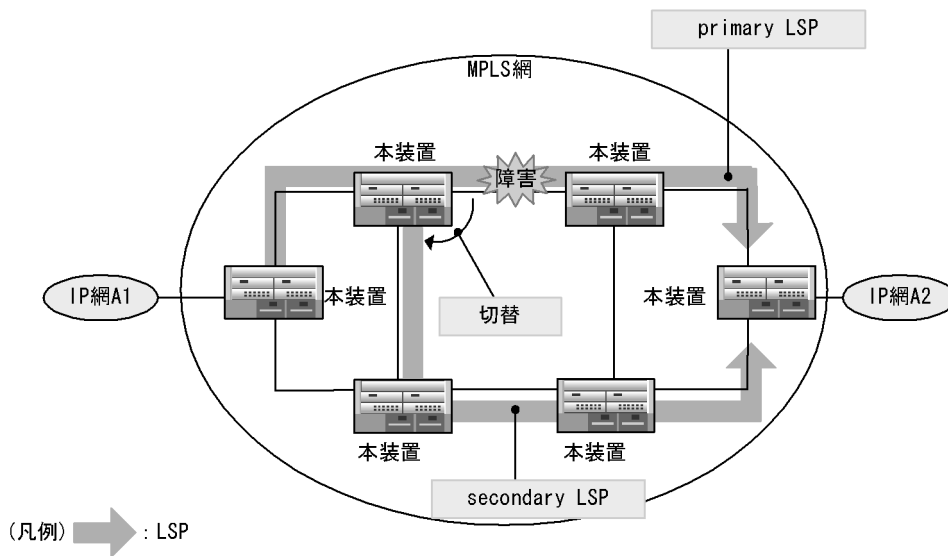 primary LSP
MPLS網
本装置
本装置
障害
IP網A1
本装置
切替
本装置
IP網A2
本装置
本装置
secondary LSP
(凡例) : LSP